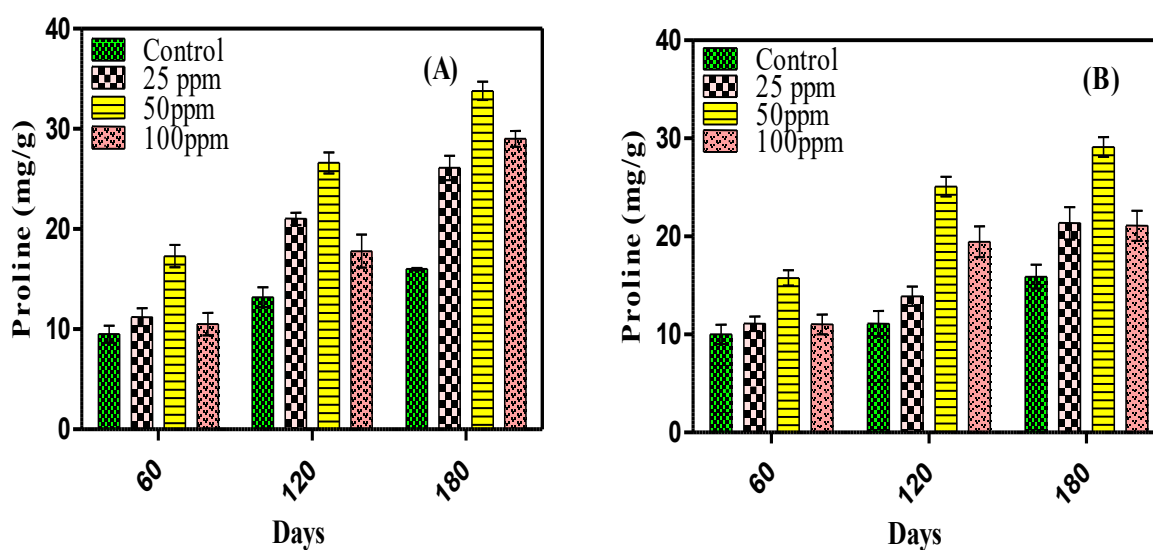 Proline (mg/g)
40
30
20
10
0
Control
25 ppm
50ppm
100ppm
(A)
60
120
180
Days
Proline (mg/g)
40
30
20
10
0
Control
25 ppm
50ppm
100ppm
(B)
60
120
180
Days